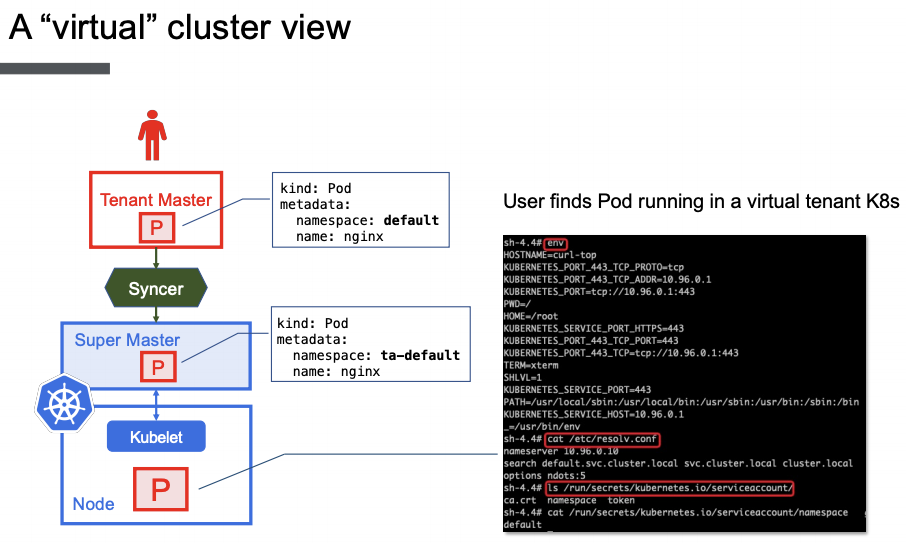 A “virtual” cluster view
Tenant Master
P
kind: Pod
metadata:
namespace: default
name: nginx
Syncer
Super Master
P
kind: Pod
metadata:
namespace: ta-default
name: nginx
Kubelet
P
Node
User finds Pod running in a virtual tenant K8s
sh-4.4# env
HOSTNAME=curl-top
KUBERNETES_PORT_443_TCP_PROTO=tcp
KUBERNETES_PORT_443_TCP_ADDR=10.96.0.1
KUBERNETES_PORT=tcp://10.96.0.1:443
PWD=/
HOME=/root
KUBERNETES_SERVICE_PORT_HTTPS=443
KUBERNETES_PORT_443_TCP_PORT=443
KUBERNETES_PORT_443_TCP=tcp://10.96.0.1:443
TERM=xterm
SHLVL=1
KUBERNETES_SERVICE_PORT=443
PATH=/usr/local/sbin:/usr/local/bin:/usr/sbin:/usr/bin:/sbin:/bin
KUBERNETES_SERVICE_HOST=10.96.0.1
_=/usr/bin/env
sh-4.4# cat /etc/resolv.conf
nameserver 10.96.0.10
search default.svc.cluster.local svc.cluster.local cluster.local
options ndots:5
sh-4.4# ls /run/secrets/kubernetes.io/serviceaccount/
ca.crt namespace token
sh-4.4# cat /run/secrets/kubernetes.io/serviceaccount/namespace
default